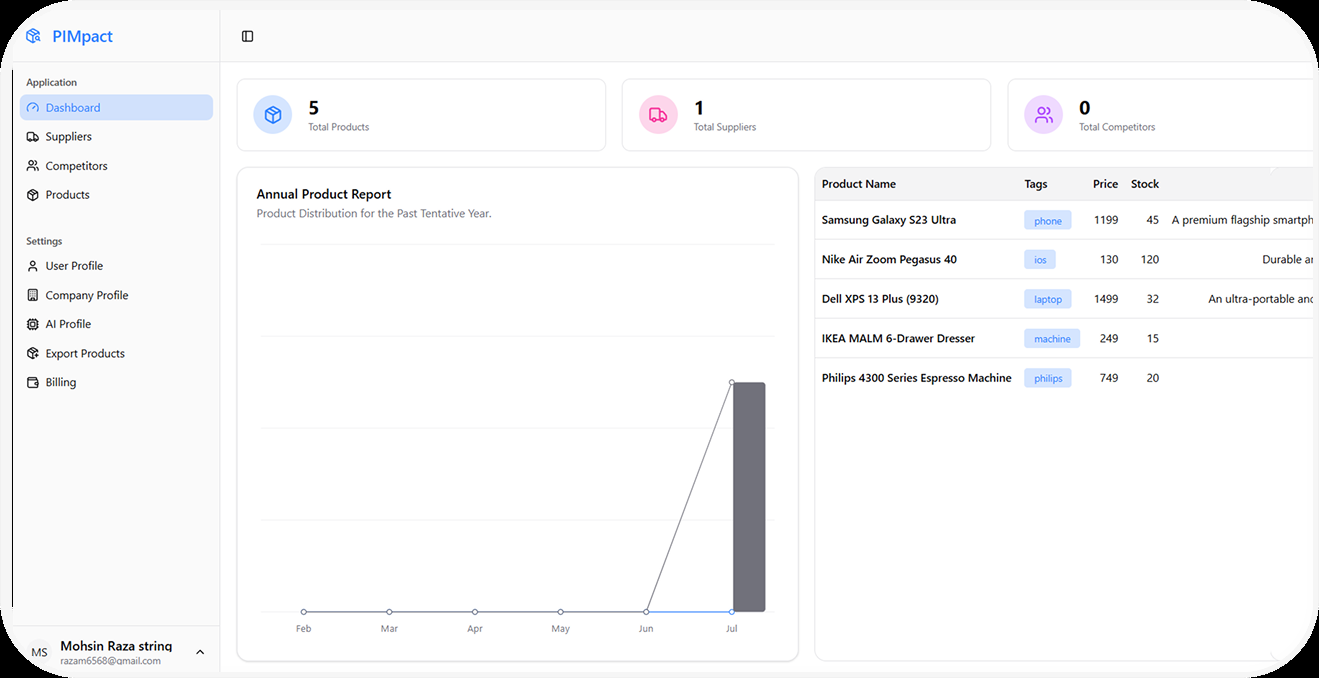 PIMpact
Application
Dashboard
Suppliers
Competitors
Products
Settings
User Profile
Company Profile
AI Profile
Export Products
Billing
MS
Mohsin Raza string
razam6568@gmail.com
5
Total Products
1
Total Suppliers
0
Total Competitors
Annual Product Report
Product Distribution for the Past Tentative Year.
Feb Mar Apr May Jun Jul
Product Name Tags Price Stock
Samsung Galaxy S23 Ultra phone 1199 45 A premium flagship smartph
Nike Air Zoom Pegasus 40 ios 130 120 Durable an
Dell XPS 13 Plus (9320) laptop 1499 32 An ultra-portable and
IKEA MALM 6-Drawer Dresser machine 249 15
Philips 4300 Series Espresso Machine philips 749 20